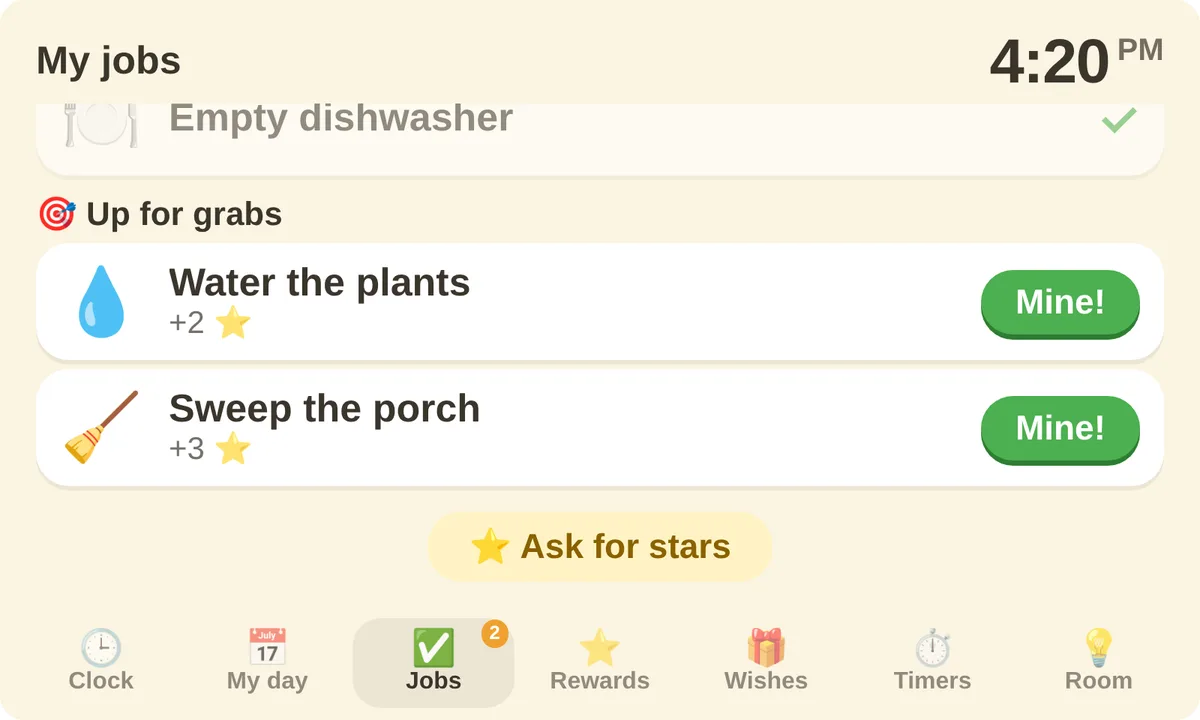 My jobs
4:20 PM
Empty dishwasher
Up for grabs
Water the plants
+2
Mine!
Sweep the porch
+3
Mine!
Ask for stars
July
17
2
Clock
My day
Jobs
Rewards
Wishes
Timers
Room